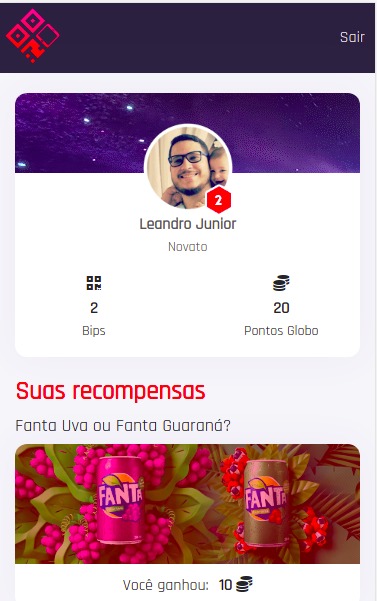 Sair
2
Leandro Junior
Novato
2
20
Bips
Pontos Globo
Suas recompensas
Fanta Uva ou Fanta Guaraná?
FANTA
FANTA
Você ganhou: 10